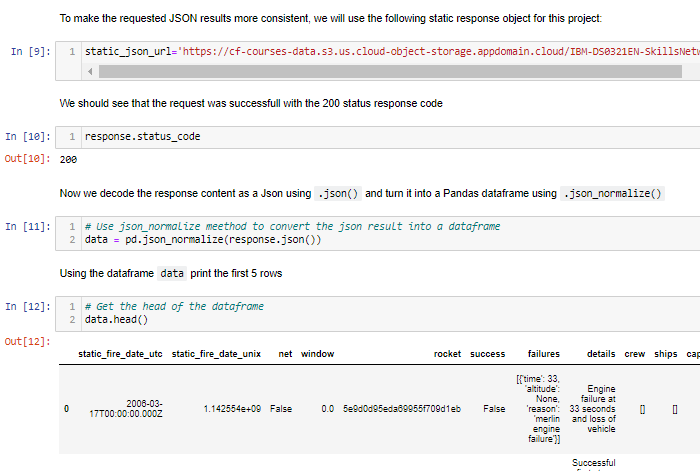 To make the requested JSON results more consistent, we will use the following static response object for this project:
In [9]: 1 static_json_url='https://cf-courses-data.s3.us.cloud-object-storage.appdomain.cloud/IBM-DS0321EN-SkillsNetw
We should see that the request was successfull with the 200 status response code
In [10]: 1 response.status_code
Out[10]: 200
Now we decode the response content as a Json using .json() and turn it into a Pandas dataframe using .json_normalize()
In [11]: 1 # Use json_normalize meethod to convert the json result into a dataframe
2 data = pd.json_normalize(response.json())
Using the dataframe data print the first 5 rows
In [12]: 1 # Get the head of the dataframe
2 data.head()
Out[12]:
static_fire_date_utc static_fire_date_unix net window rocket success failures details crew ships cap
[{'time': 33,
'altitude': Engine
2006-03- None, failure at
0 17T00:00:00.000Z 1.142554e+09 False 0.0 5e9d0d95eda69955f709d1eb False 'reason': 33 seconds [] []
'merlin and loss of
engine vehicle
failure'}]
Successful